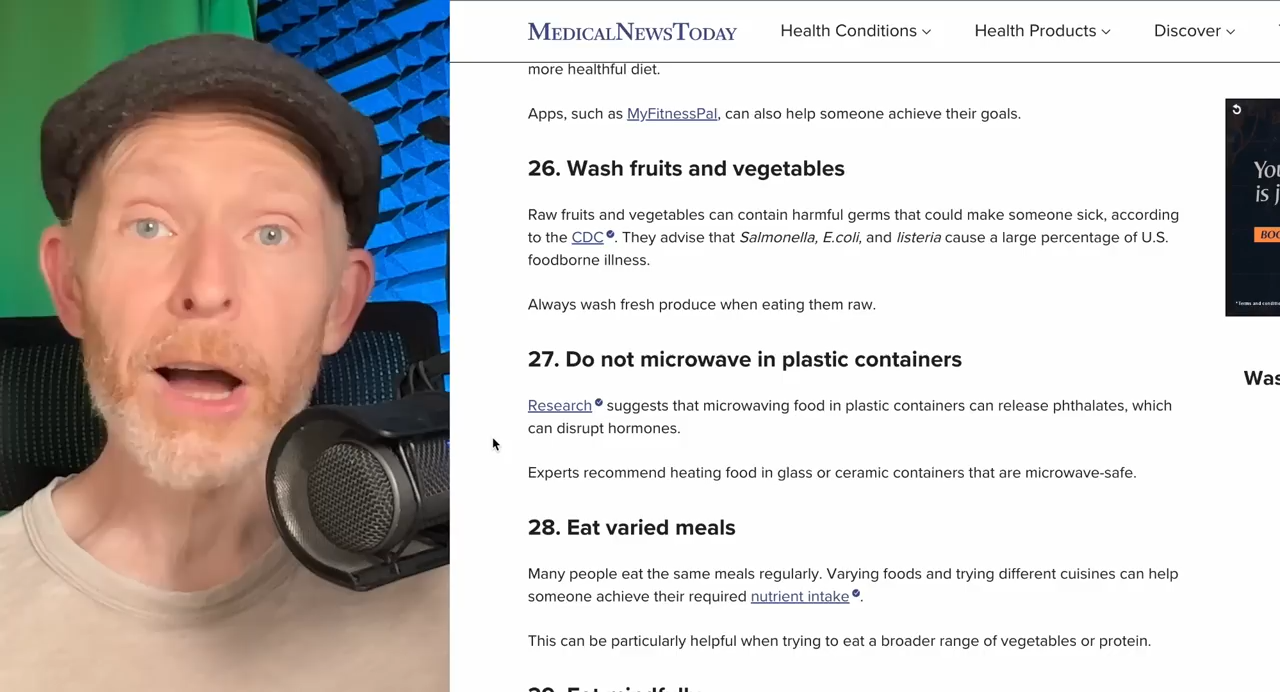 MEDICALNEWSTODAY
Health Conditions
Health Products
Discover
more healthful diet.
Apps, such as MyFitnessPal, can also help someone achieve their goals.
26. Wash fruits and vegetables
Raw fruits and vegetables can contain harmful germs that could make someone sick, according
to the CDC. They advise that Salmonella, E.coli, and listeria cause a large percentage of U.S.
foodborne illness.
Always wash fresh produce when eating them raw.
27. Do not microwave in plastic containers
Research suggests that microwaving food in plastic containers can release phthalates, which
can disrupt hormones.
Experts recommend heating food in glass or ceramic containers that are microwave-safe.
28. Eat varied meals
Many people eat the same meals regularly. Varying foods and trying different cuisines can help
someone achieve their required nutrient intake.
This can be particularly helpful when trying to eat a broader range of vegetables or protein.
You
is j
BOO
Was